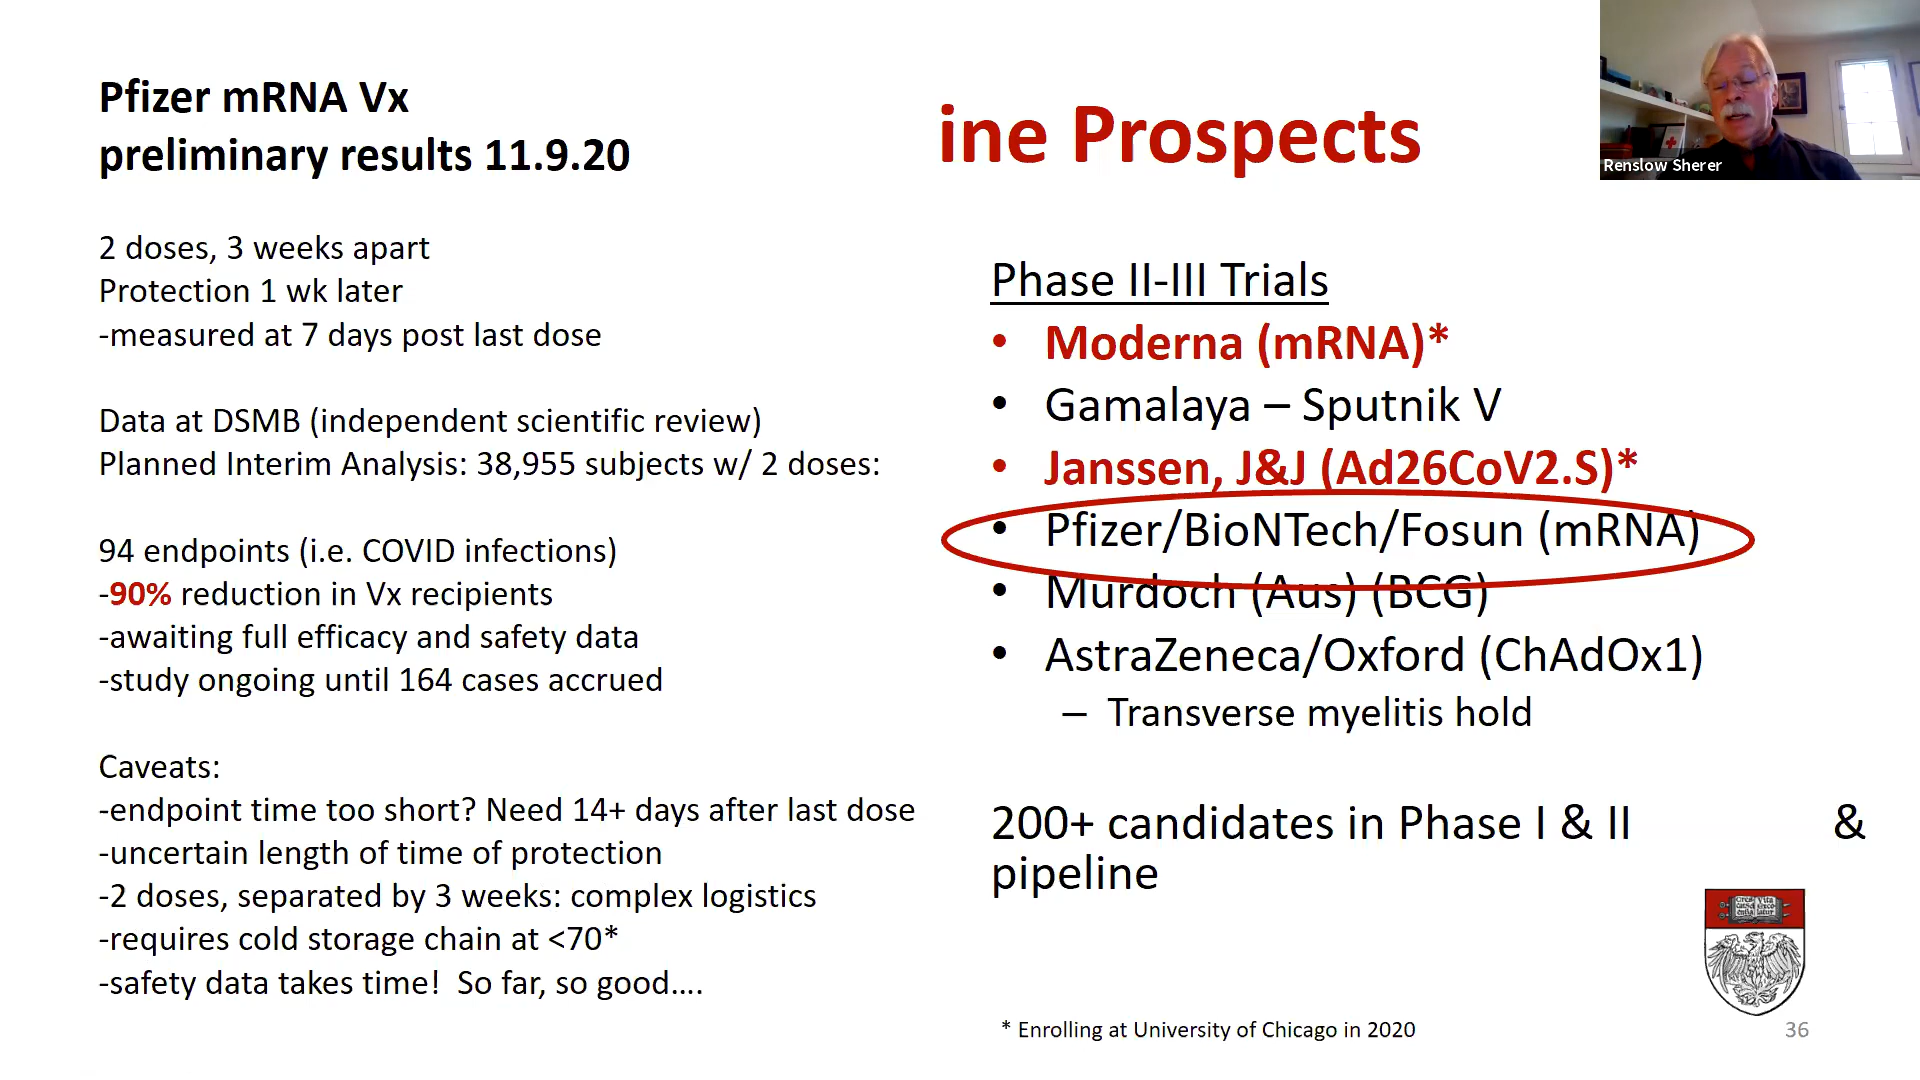 Pfizer mRNA Vx
preliminary results 11.9.20
2 doses, 3 weeks apart
Protection 1 wk later
-measured at 7 days post last dose
Data at DSMB (independent scientific review)
Planned Interim Analysis: 38,955 subjects w/ 2 doses:
94 endpoints (i.e. COVID infections)
-90% reduction in Vx recipients
-awaiting full efficacy and safety data
-study ongoing until 164 cases accrued
Caveats:
-endpoint time too short? Need 14+ days after last dose
-uncertain length of time of protection
-2 doses, separated by 3 weeks: complex logistics
-requires cold storage chain at <70*
-safety data takes time!  So far, so good….
ine Prospects
Phase II-III Trials
• Moderna (mRNA)*
• Gamalaya – Sputnik V
• Janssen, J&J (Ad26CoV2.S)*
• Pfizer/BioNTech/Fosun (mRNA)
• Murdoch (Aus) (BCG)
• AstraZeneca/Oxford (ChAdOx1)
– Transverse myelitis hold
200+ candidates in Phase I & II &
pipeline
* Enrolling at University of Chicago in 2020
36
Renslow Sherer